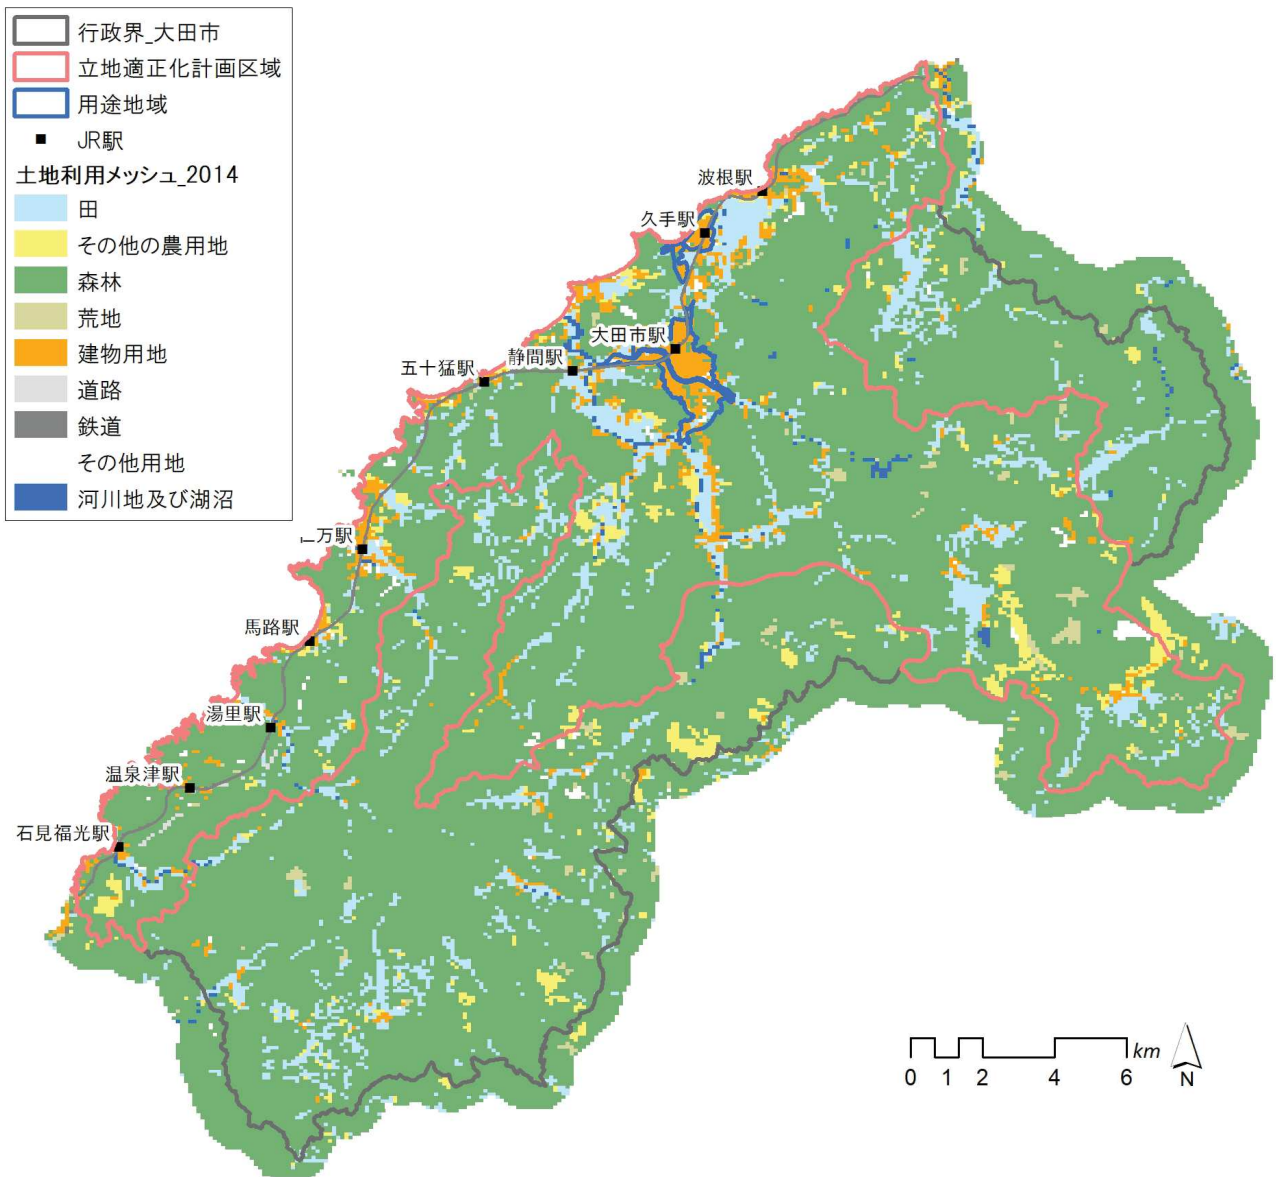 行政界_大田市
立地適正化計画区域
用途地域
JR駅
土地利用メッシュ_2014
田
その他の農用地
森林
荒地
建物用地
道路
鉄道
その他用地
河川地及び湖沼
波根駅
久手駅
大田市駅
静間駅
五十猛駅
仁万駅
馬路駅
湯里駅
温泉津駅
石見福光駅
km
0 1 2 4 6
N